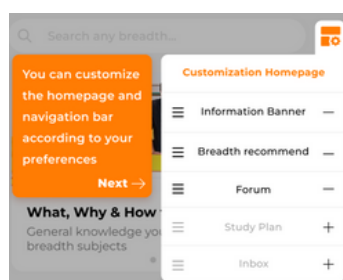 Search any breadth...
You can customize
the homepage and
navigation bar
according to your
preferences
Next →
Customization Homepage
Information Banner
Breadth recommend
Forum
Study Plan
Inbox
What, Why & How
General knowledge you
breadth subjects